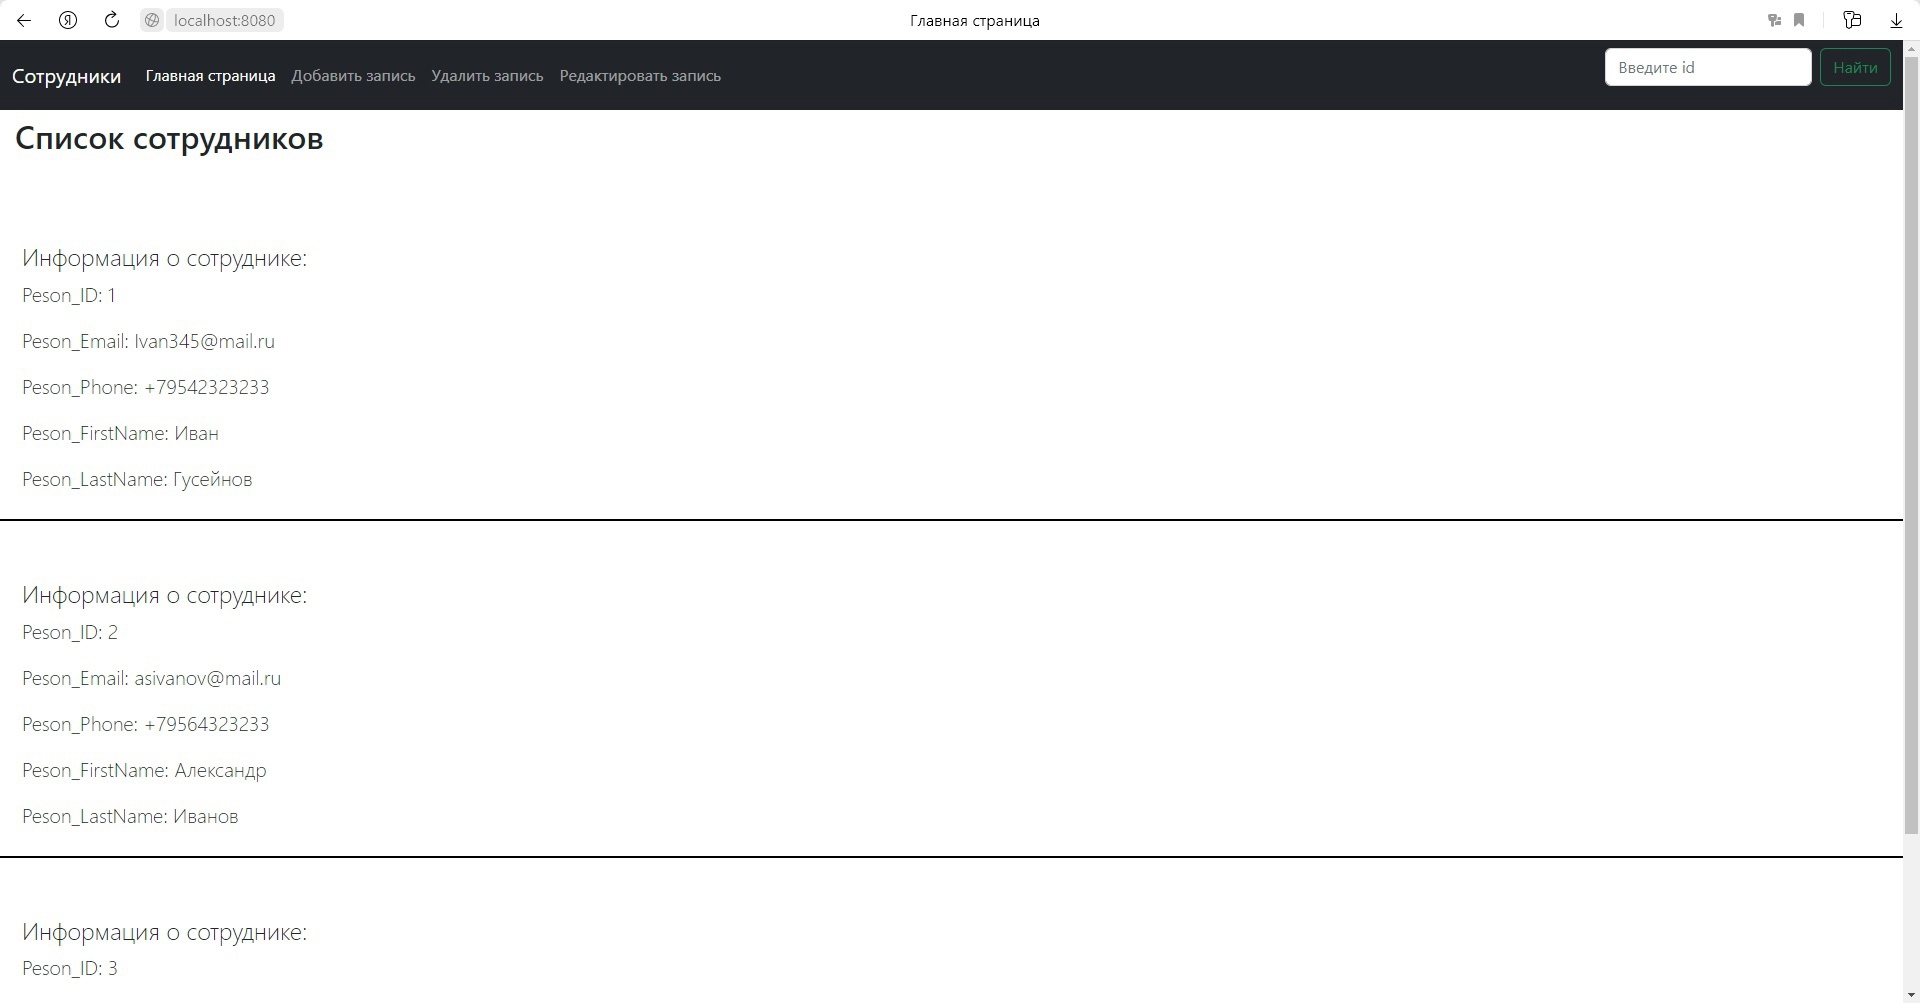 localhost:8080
Главная страница
Сотрудники Главная страница Добавить запись Удалить запись Редактировать запись Введите id Найти
Список сотрудников
Информация о сотруднике:
Peson_ID: 1
Peson_Email: Ivan345@mail.ru
Peson_Phone: +79542323233
Peson_FirstName: Иван
Peson_LastName: Гусейнов
Информация о сотруднике:
Peson_ID: 2
Peson_Email: asivanov@mail.ru
Peson_Phone: +79564323233
Peson_FirstName: Александр
Peson_LastName: Иванов
Информация о сотруднике:
Peson_ID: 3